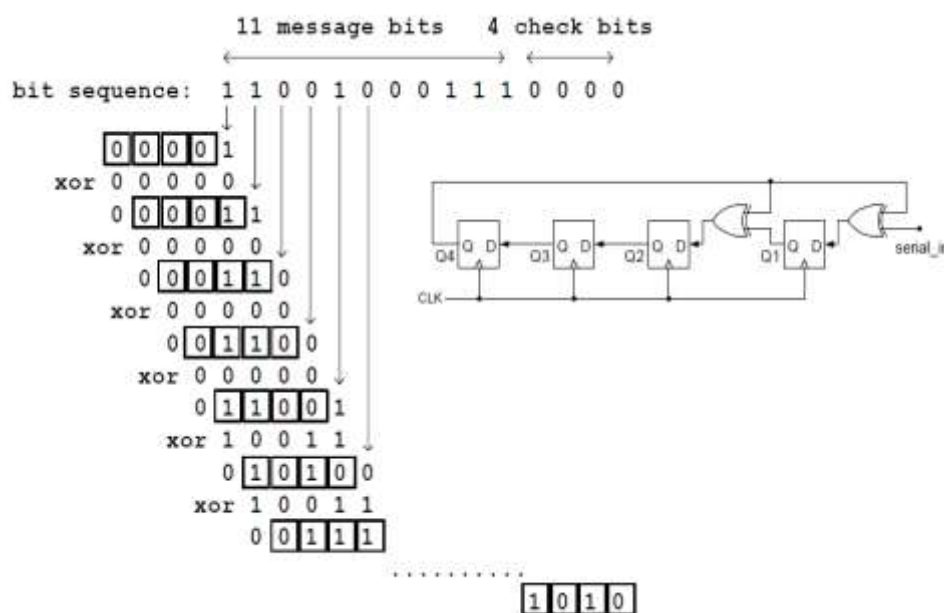 11 message bits 4 check bits
bit sequence: 1 1 0 0 1 0 0 0 1 1 1 0 0 0 0
0 0 0 0 1
xor 0 0 0 0 0
0 0 0 0 1 1
xor 0 0 0 0 0
0 0 0 1 1 0
xor 0 0 0 0 0
0 0 1 1 0 0
xor 0 0 0 0 0
0 1 1 0 0 1
xor 1 0 0 1 1
0 1 0 1 0 0
xor 1 0 0 1 1
0 0 1 1 1
..........
1 0 1 0
Q4 Q D Q3 Q D Q2 Q D Q1 Q D
CLK